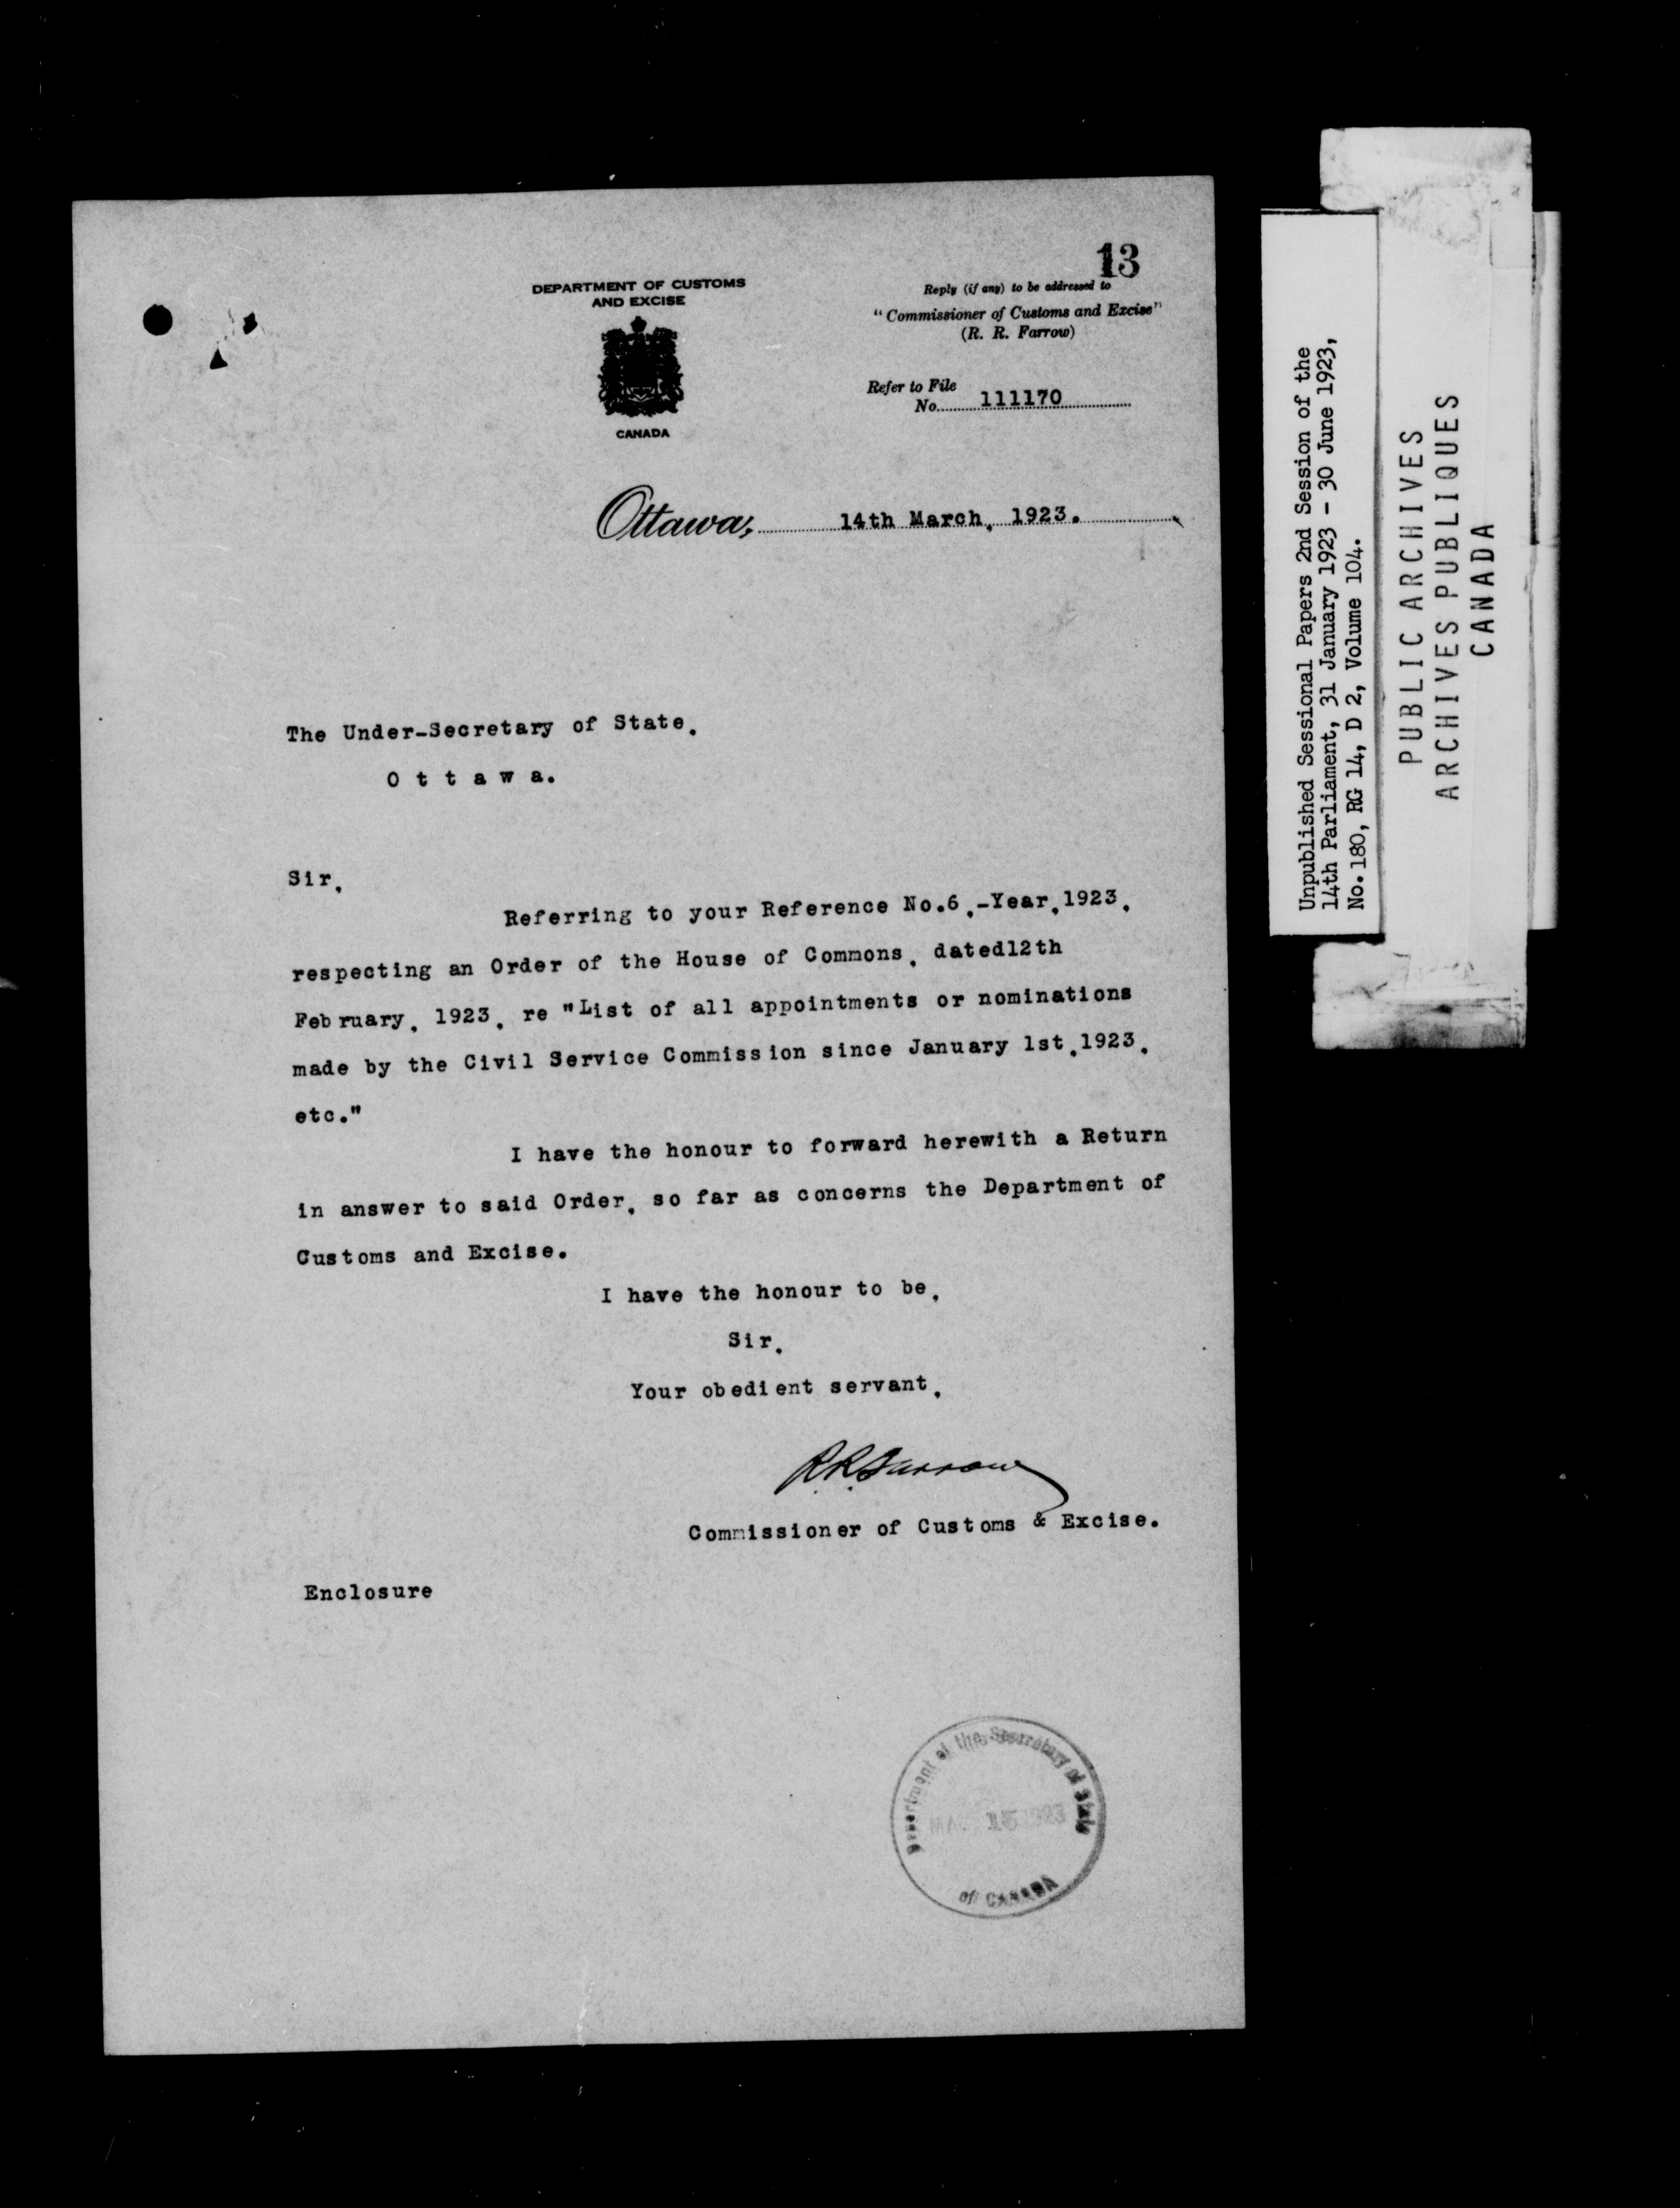 13
DEPARTMENT OF CUSTOMS
AND EXCISE
CANADA
Reply (if any) to be addressed to
"Commissioner of Customs and Excise"
(R. R. Farrow)
Refer to File
No. 111170
Ottawa, 14th March, 1923.
The Under-Secretary of State,
O t t a w a.
Sir,
Referring to your Reference No.6,-Year,1923,
respecting an Order of the House of Commons, dated12th
February, 1923, re "List of all appointments or nominations
made by the Civil Service Commission since January 1st,1923,
etc."
I have the honour to forward herewith a Return
in answer to said Order, so far as concerns the Department of
Customs and Excise.
I have the honour to be,
Sir,
Your obedient servant,
R.R. Farrow
Commissioner of Customs & Excise.
Enclosure
Department of the Secretary of State
of CANADA
Unpublished Sessional Papers 2nd Session of the
14th Parliament, 31 January 1923 - 30 June 1923,
No.180, RG 14, D 2, Volume 104.
PUBLIC ARCHIVES
ARCHIVES PUBLIQUES
CANADA